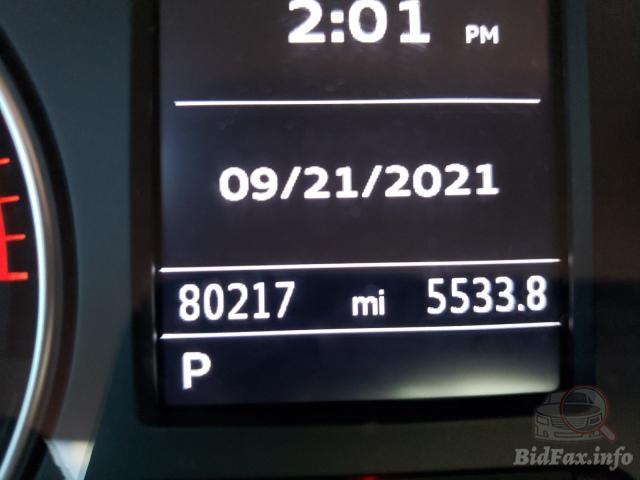 2:01 PM
09/21/2021
80217 mi 5533.8
P
BidFax.info